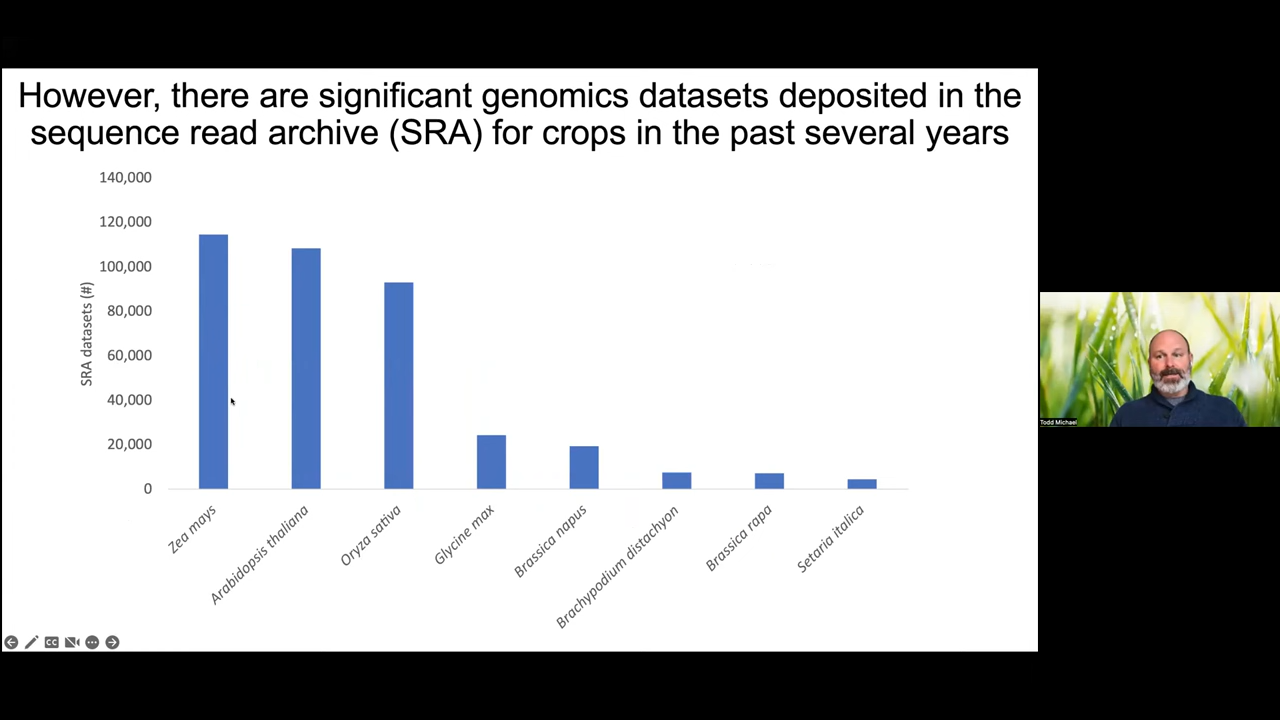 However, there are significant genomics datasets deposited in the
sequence read archive (SRA) for crops in the past several years
140,000
120,000
100,000
80,000
60,000
40,000
20,000
0
SRA datasets (#)
Zea mays
Arabidopsis thaliana
Oryza sativa
Glycine max
Brassica napus
Brachypodium distachyon
Brassica rapa
Setaria italica
CC
Todd Michael